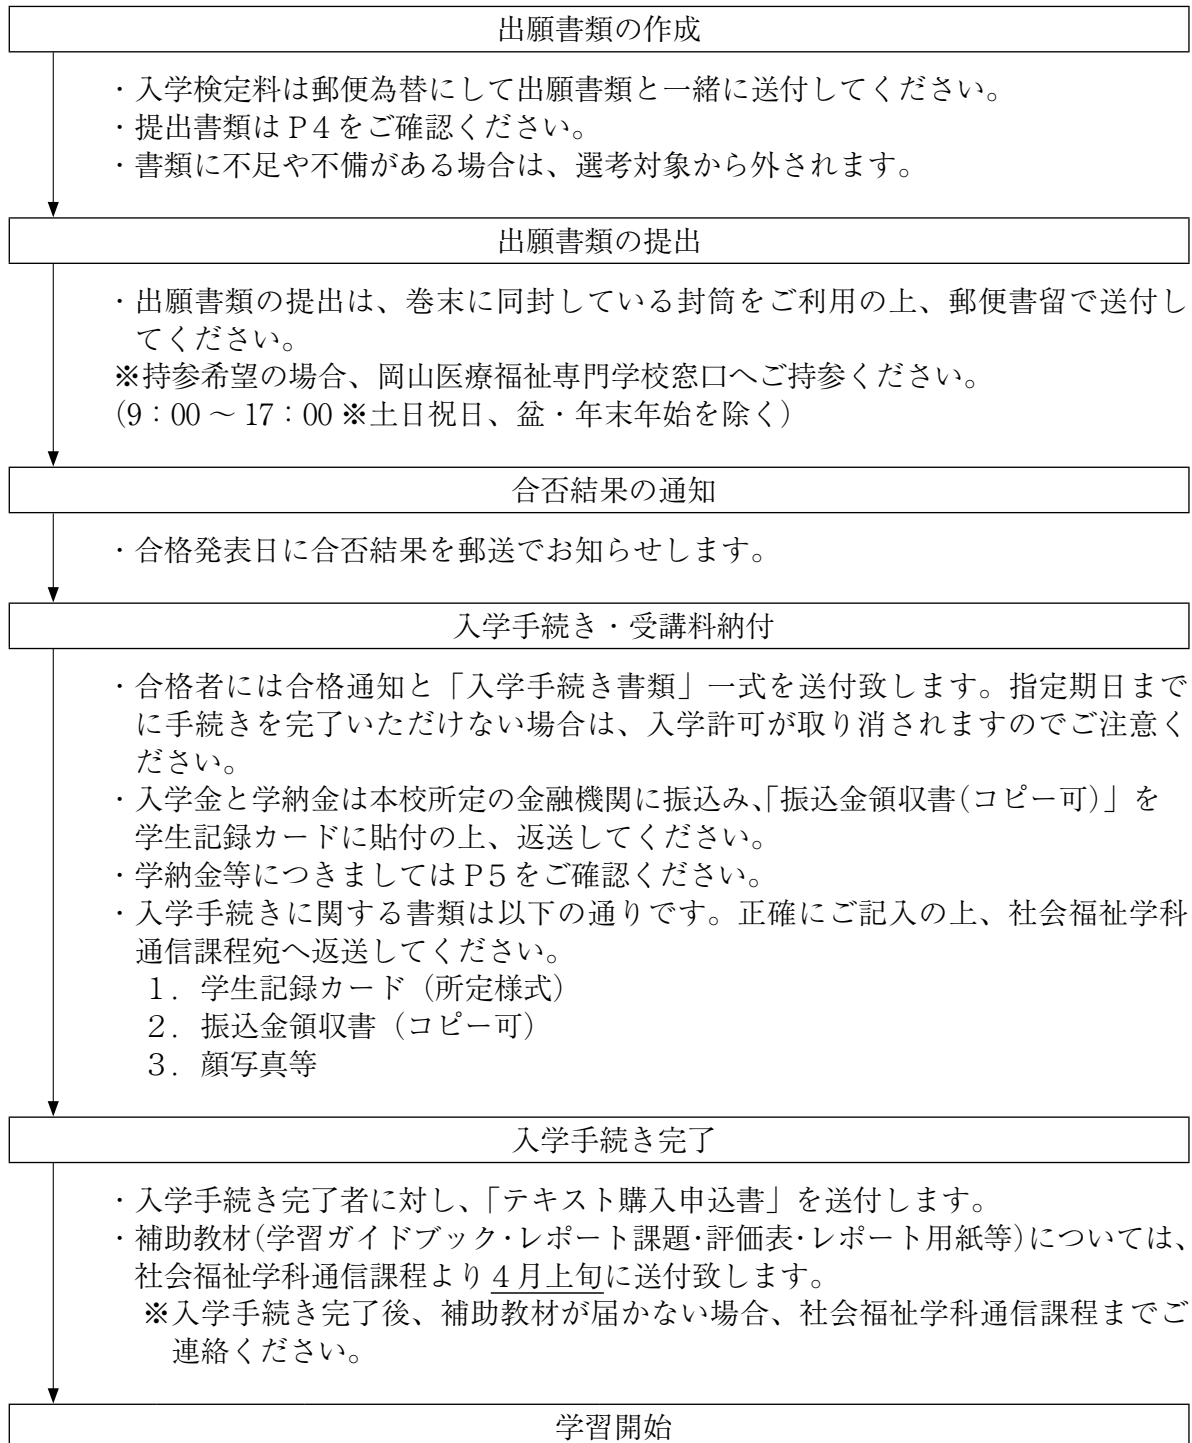 出願書類の作成
・入学検定料は郵便為替にして出願書類と一緒に送付してください。
・提出書類はP4をご確認ください。
・書類に不足や不備がある場合は、選考対象から外されます。
出願書類の提出
・出願書類の提出は、巻末に同封している封筒をご利用の上、郵便書留で送付し
てください。
※持参希望の場合、岡山医療福祉専門学校窓口へご持参ください。
(9:00～17:00※土日祝日、盆・年末年始を除く)
合否結果の通知
・合格発表日に合否結果を郵送でお知らせします。
入学手続き・受講料納付
・合格者には合格通知と「入学手続き書類」一式を送付致します。指定期日まで
に手続きを完了いただけない場合は、入学許可が取り消されますのでご注意く
ださい。
・入学金と学納金は本校所定の金融機関に振込み、「振込金領収書(コピー可)」を
学生記録カードに貼付の上、返送してください。
・学納金等につきましてはP5をご確認ください。
・入学手続きに関する書類は以下の通りです。正確にご記入の上、社会福祉学科
通信課程宛へ返送してください。
1．学生記録カード（所定様式）
2．振込金領収書（コピー可）
3．顔写真等
入学手続き完了
・入学手続き完了者に対し、「テキスト購入申込書」を送付します。
・補助教材(学習ガイドブック・レポート課題・評価表・レポート用紙等)については、
社会福祉学科通信課程より4月上旬に送付致します。
※入学手続き完了後、補助教材が届かない場合、社会福祉学科通信課程までご
連絡ください。
学習開始